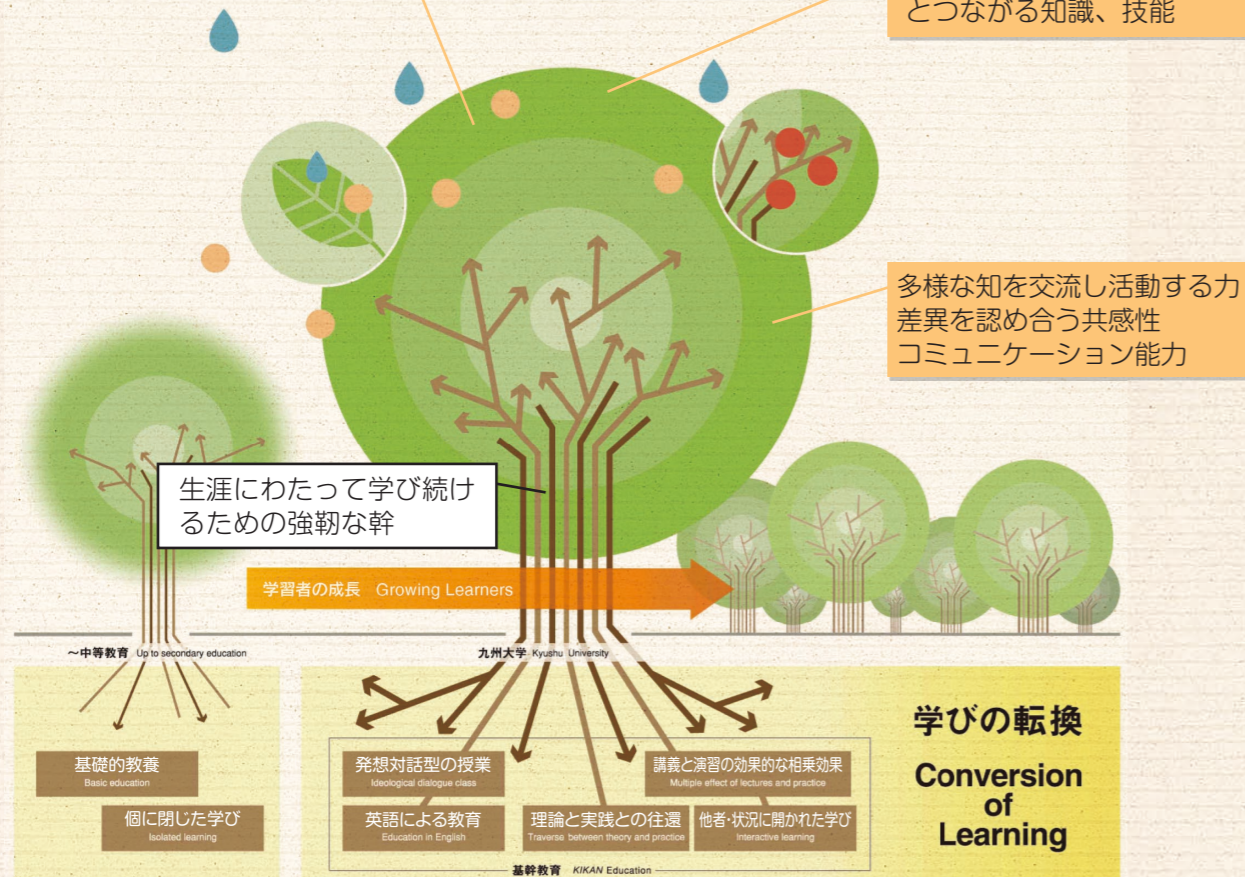 とつながる知識、技能
多様な知を交流し活動する力
差異を認め合う共感性
コミュニケーション能力
生涯にわたって学び続け
るための強靭な幹
学習者の成長 Growing Learners
～中等教育 Up to secondary education
九州大学 Kyushu University
基礎的教養
Basic education
個に閉じた学び
Isolated learning
発想対話型の授業
Ideological dialogue class
講義と演習の効果的な相乗効果
Multiple effect of lectures and practice
英語による教育
Education in English
理論と実践との往還
Traverse between theory and practice
他者・状況に開かれた学び
Interactive learning
基幹教育 KIKAN Education
学びの転換
Conversion
of
Learning